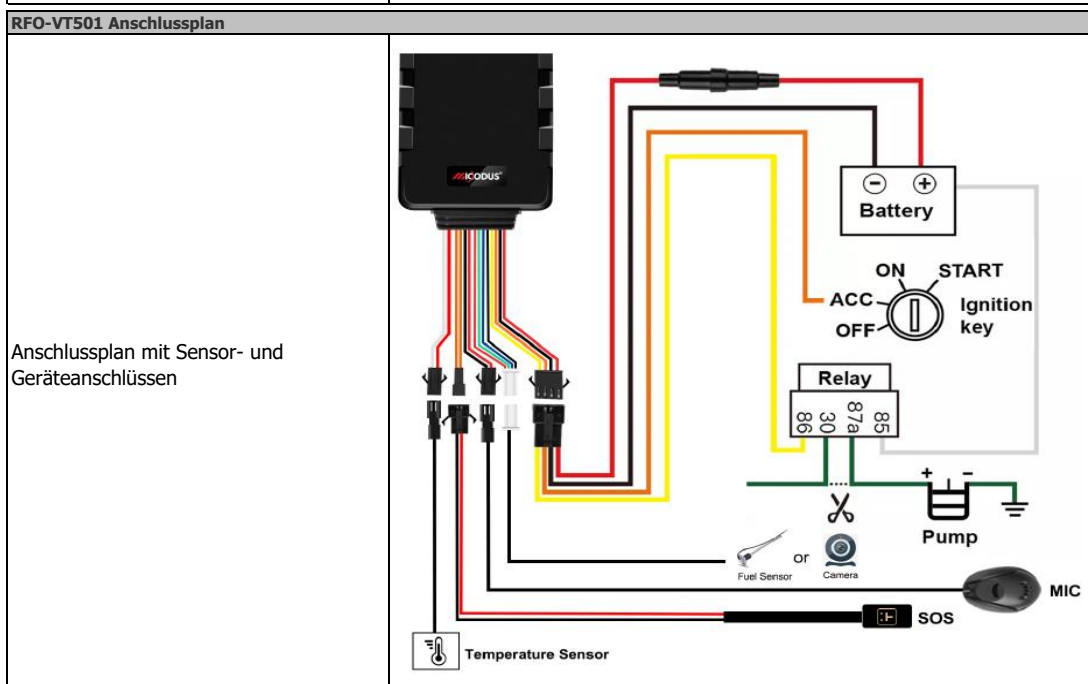 RFO-VT501 Anschlussplan
Anschlussplan mit Sensor- und
Geräteanschlüssen
MICODUS
Battery
ON
START
ACC
OFF
Ignition
key
Relay
86
30
87a
85
+
-
Pump
or
Fuel Sensor
Camera
MIC
SOS
Temperature Sensor